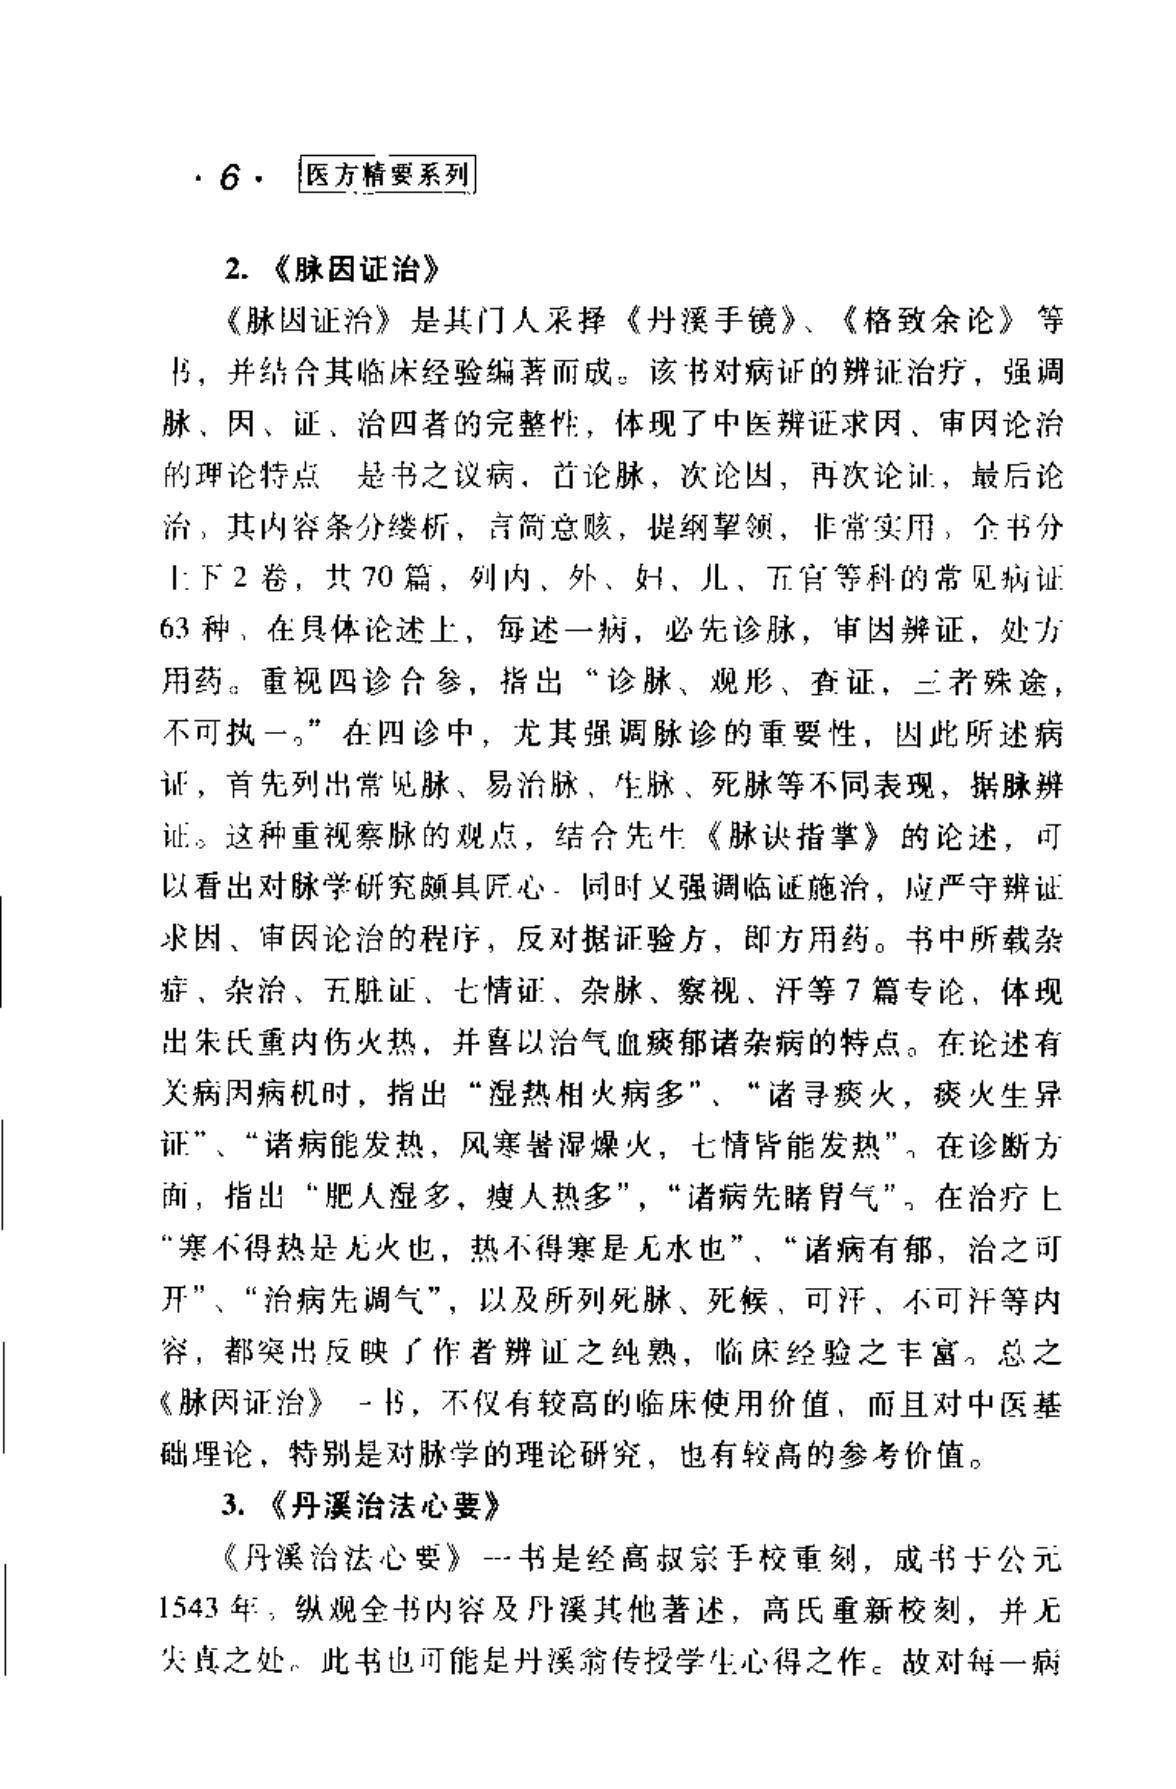 ·6· 医方精要系列
2.《脉因证治》
《脉因证治》是其门人采择《丹溪手镜》、《格致余论》等
书，并结合其临床经验编著而成。该书对病证的辨证治疗，强调
脉、因、证、治四者的完整性，体现了中医辨证求因、审因论治
的理论特点 是书之议病，首论脉，次论因，再次论证，最后论
治。其内容条分缕析，言简意赅，提纲挈领，非常实用。全书分
上下2卷，共70篇，列内、外、妇、儿、五官等科的常见病证
63种。在具体论述上，每述一病，必先诊脉，审因辨证，处方
用药。重视四诊合参，指出“诊脉、观形、查证，三者殊途，
不可执一。”在四诊中，尤其强调脉诊的重要性，因此所述病
证，首先列出常见脉、易治脉、生脉、死脉等不同表现，据脉辨
证。这种重视察脉的观点，结合先生《脉诀指掌》的论述，可
以看出对脉学研究颇具匠心。同时又强调临证施治，应严守辨证
求因、审因论治的程序，反对据证验方，即方用药。书中所载杂
症、杂治、五脏证、七情证、杂脉、察视、汗等7篇专论，体现
出朱氏重内伤火热，并喜以治气血痰郁诸杂病的特点。在论述有
关病因病机时，指出“湿热相火病多”、“诸寻痰火，痰火生异
证”、“诸病能发热，风寒暑湿燥火，七情皆能发热”。在诊断方
面，指出“肥人湿多，瘦人热多”，“诸病先睹胃气”。在治疗上
“寒不得热是无火也，热不得寒是无水也”、“诸病有郁，治之可
开”、“治病先调气”，以及所列死脉、死候、可汗、不可汗等内
容，都突出反映了作者辨证之纯熟，临床经验之丰富。总之
《脉因证治》一书，不仅有较高的临床使用价值，而且对中医基
础理论，特别是对脉学的理论研究，也有较高的参考价值。
3.《丹溪治法心要》
《丹溪治法心要》一书是经高叔宗手校重刻，成书于公元
1543年。纵观全书内容及丹溪其他著述，高氏重新校刻，并无
失真之处。此书也可能是丹溪翁传授学生心得之作。故对每一病